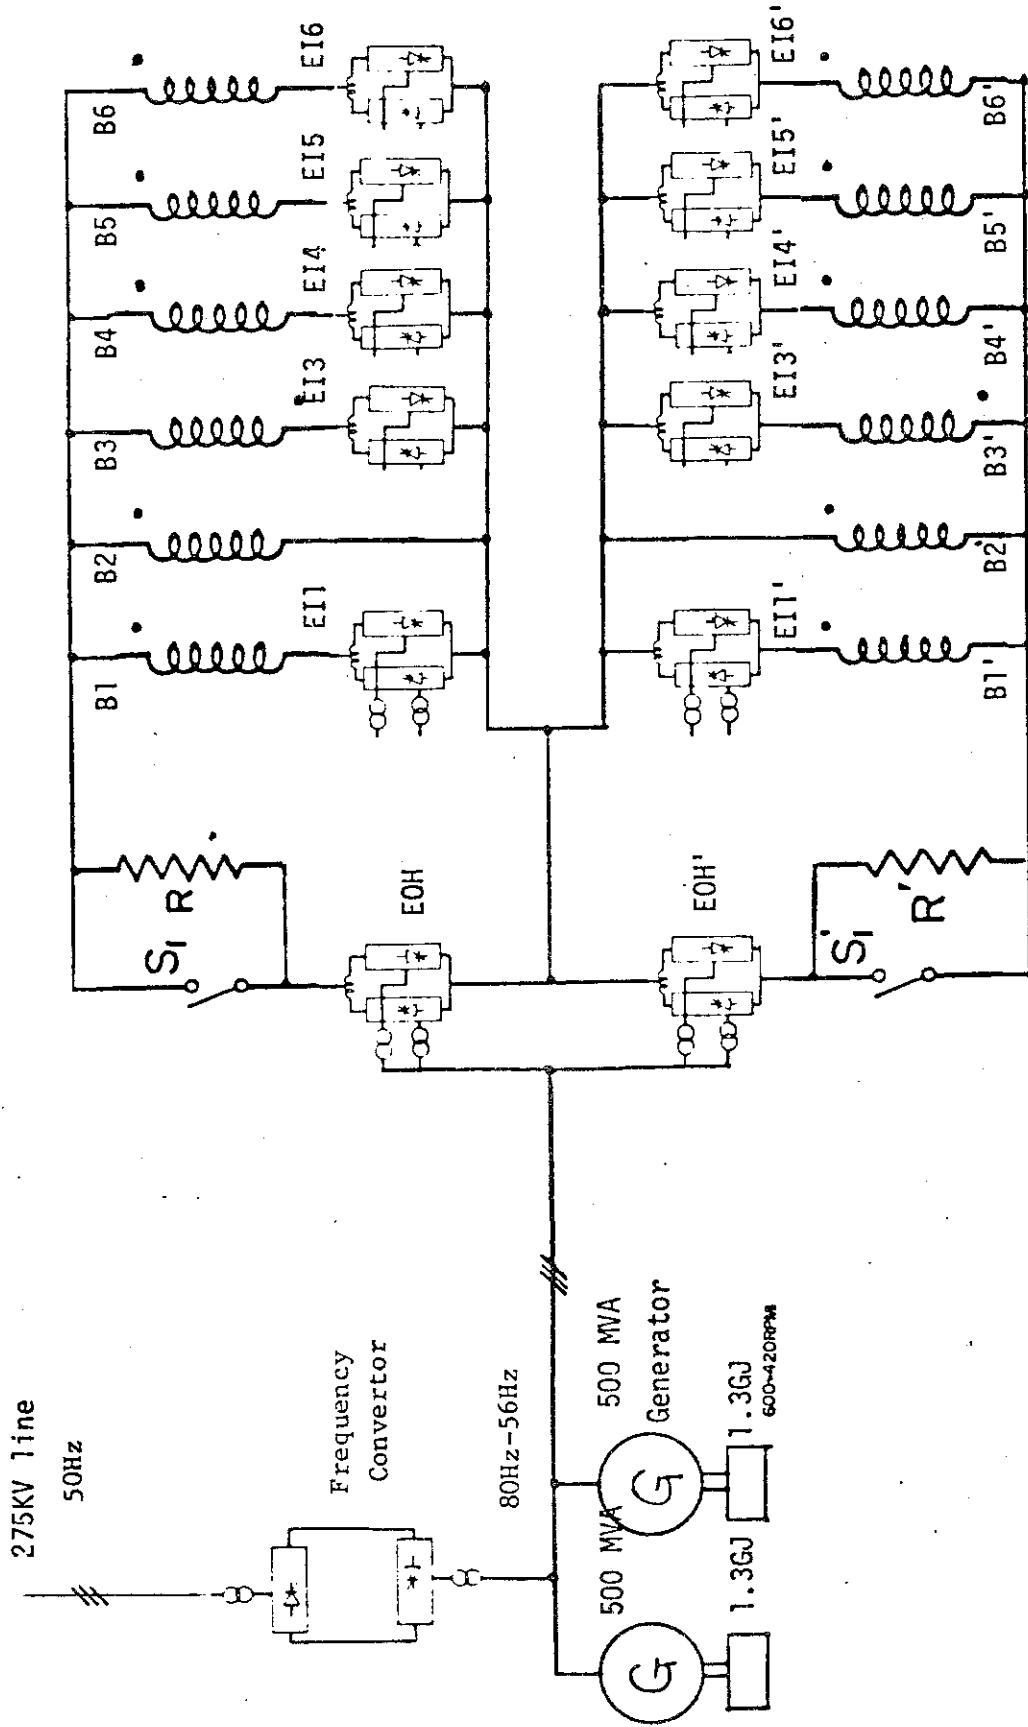 275KV line
50Hz
Frequency
Convertor
80Hz-56Hz
500 MVA
1.3GJ
500 MVA
Generator
1.3GJ
600~420RPM
G
G
S1
R
EOH
EOH'
S1'
R'
B1
B2
B3
B4
B5
B6
EI1
EI3
EI4
EI5
EI6
EI1'
EI3'
EI4'
EI5'
EI6'
B1'
B2
B3'
B4'
B5'
B6'